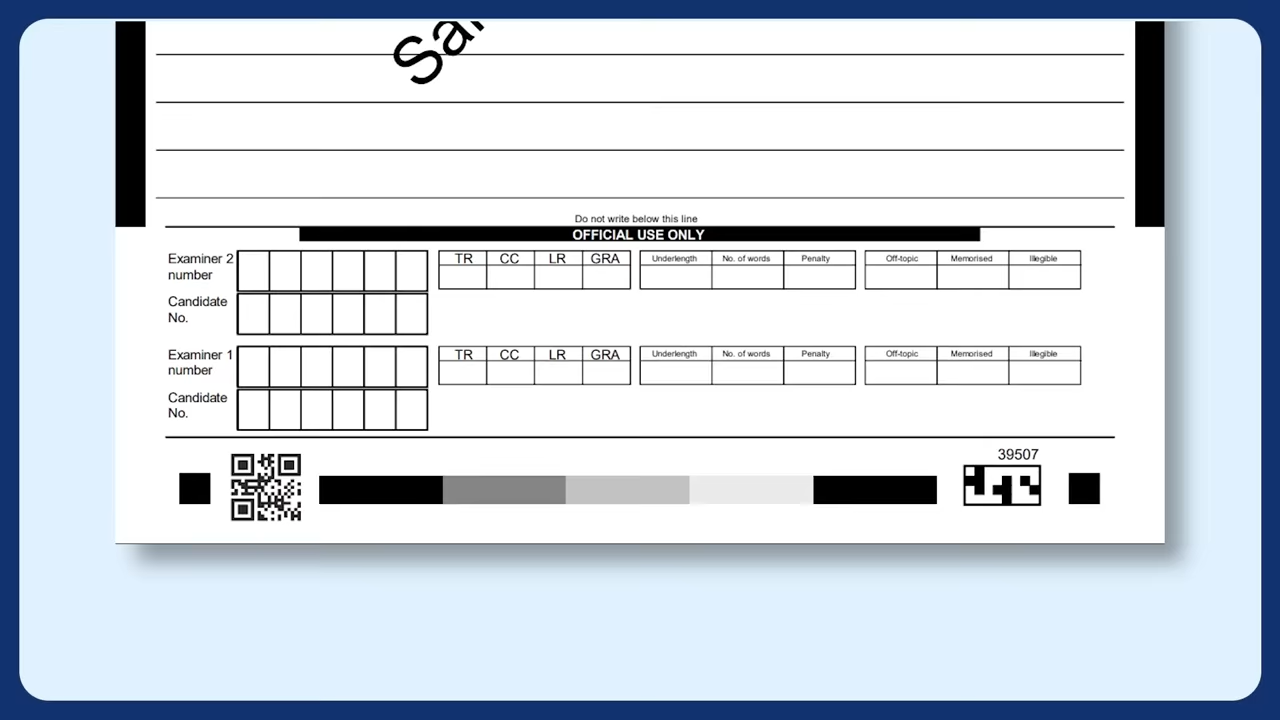 Sa
Do not write below this line
OFFICIAL USE ONLY
Examiner 2 number
TR CC LR GRA Underlength No. of words Penalty Off-topic Memorised Illegible
Candidate No.
Examiner 1 number
TR CC LR GRA Underlength No. of words Penalty Off-topic Memorised Illegible
Candidate No.
39507